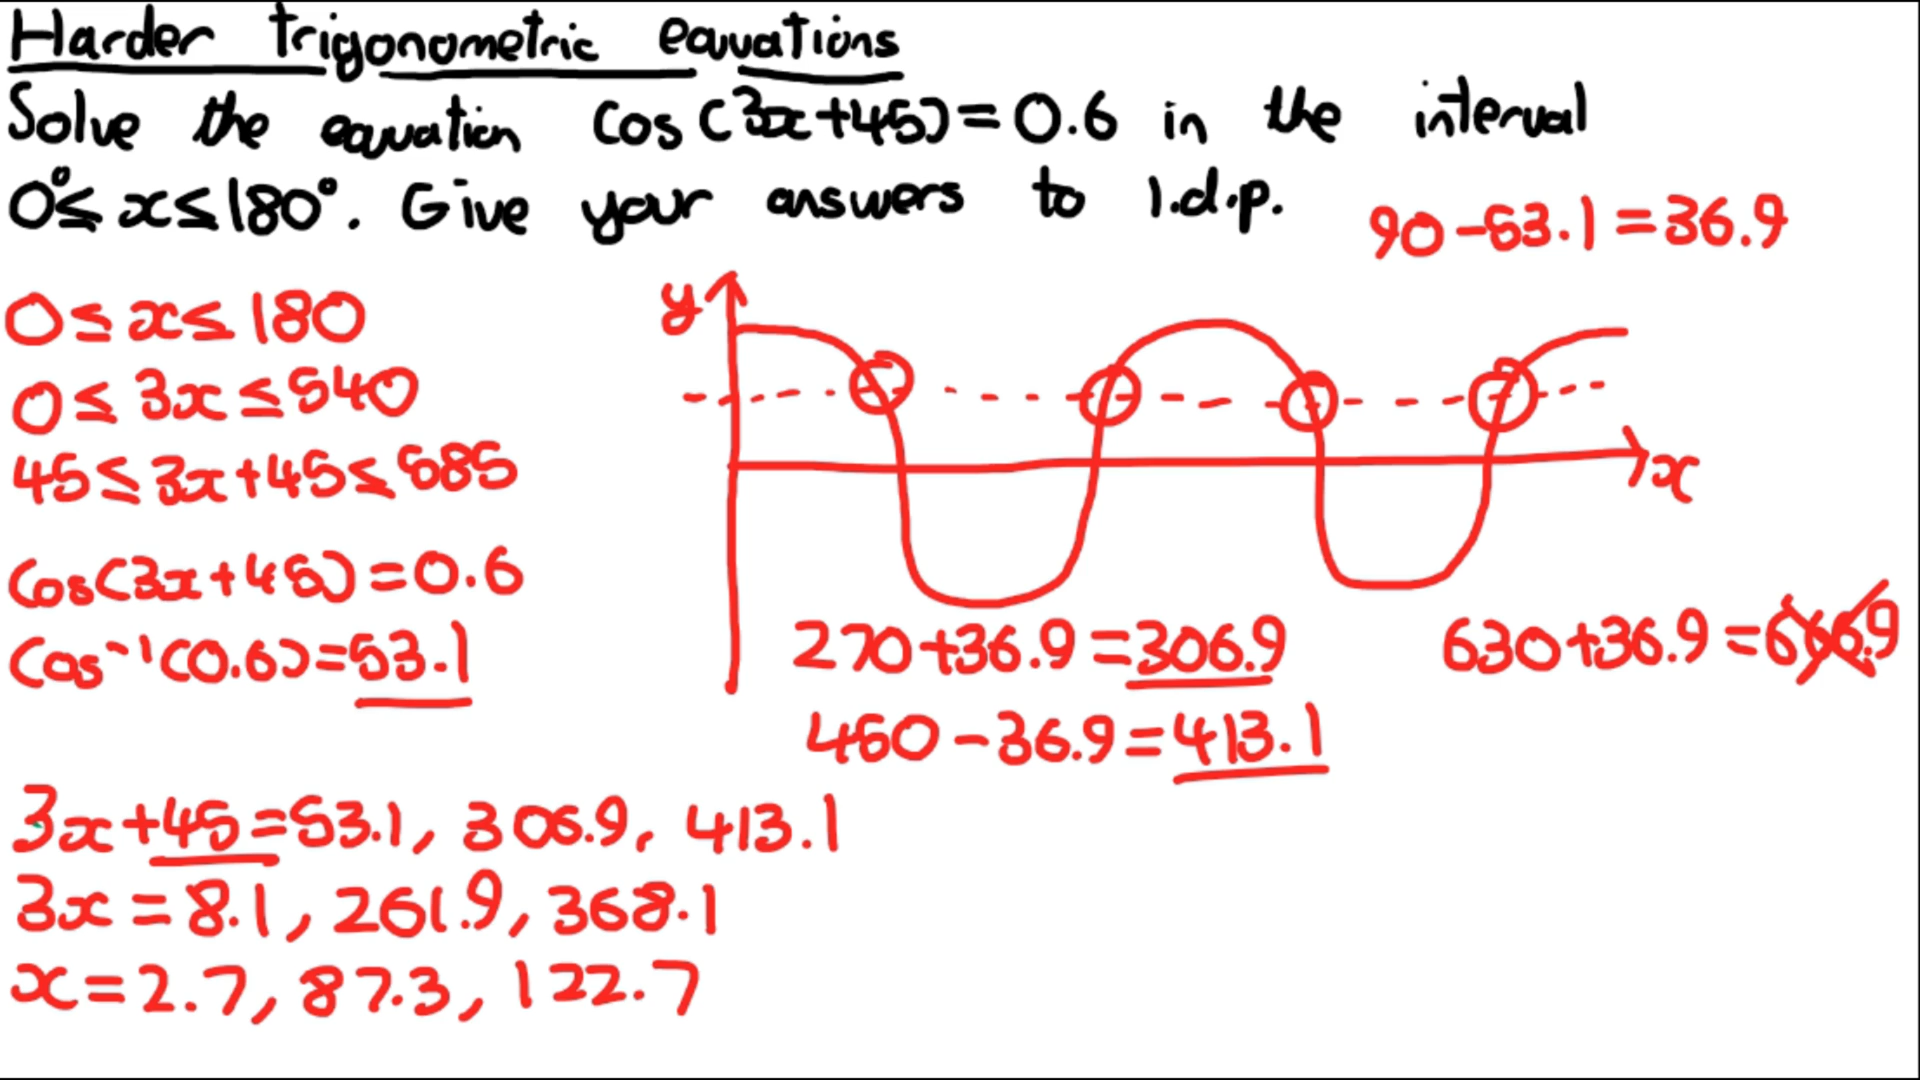 Harder trigonometric equations
Solve the equation cos(3x+45)=0.6 in the interval
0°≤x≤180°. Give your answers to 1.d.p.
90-53.1=36.9
0≤x≤180
0≤3x≤540
45≤3x+45≤585
cos(3x+45)=0.6
cos⁻¹(0.6)=53.1
y
x
270+36.9=306.9
630+36.9=666.9
450-36.9=413.1
3x+45=53.1, 306.9, 413.1
3x=8.1, 261.9, 368.1
x=2.7, 87.3, 122.7